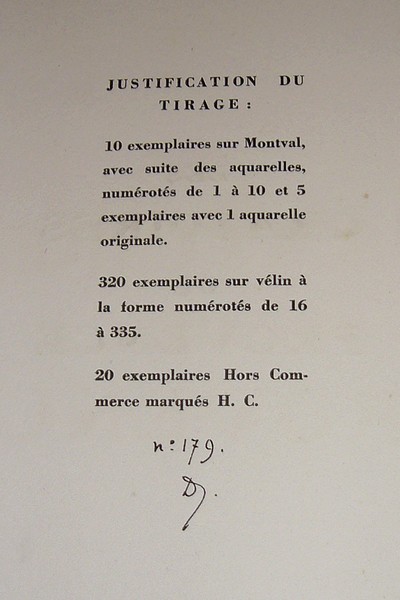 JUSTIFICATION DU
TIRAGE :
10 exemplaires sur Montval,
avec suite des aquarelles,
numérotés de 1 à 10 et 5
exemplaires avec 1 aquarelle
originale.
320 exemplaires sur vélin à
la forme numérotés de 16
à 335.
20 exemplaires Hors Com-
merce marqués H. C.
n: 179.